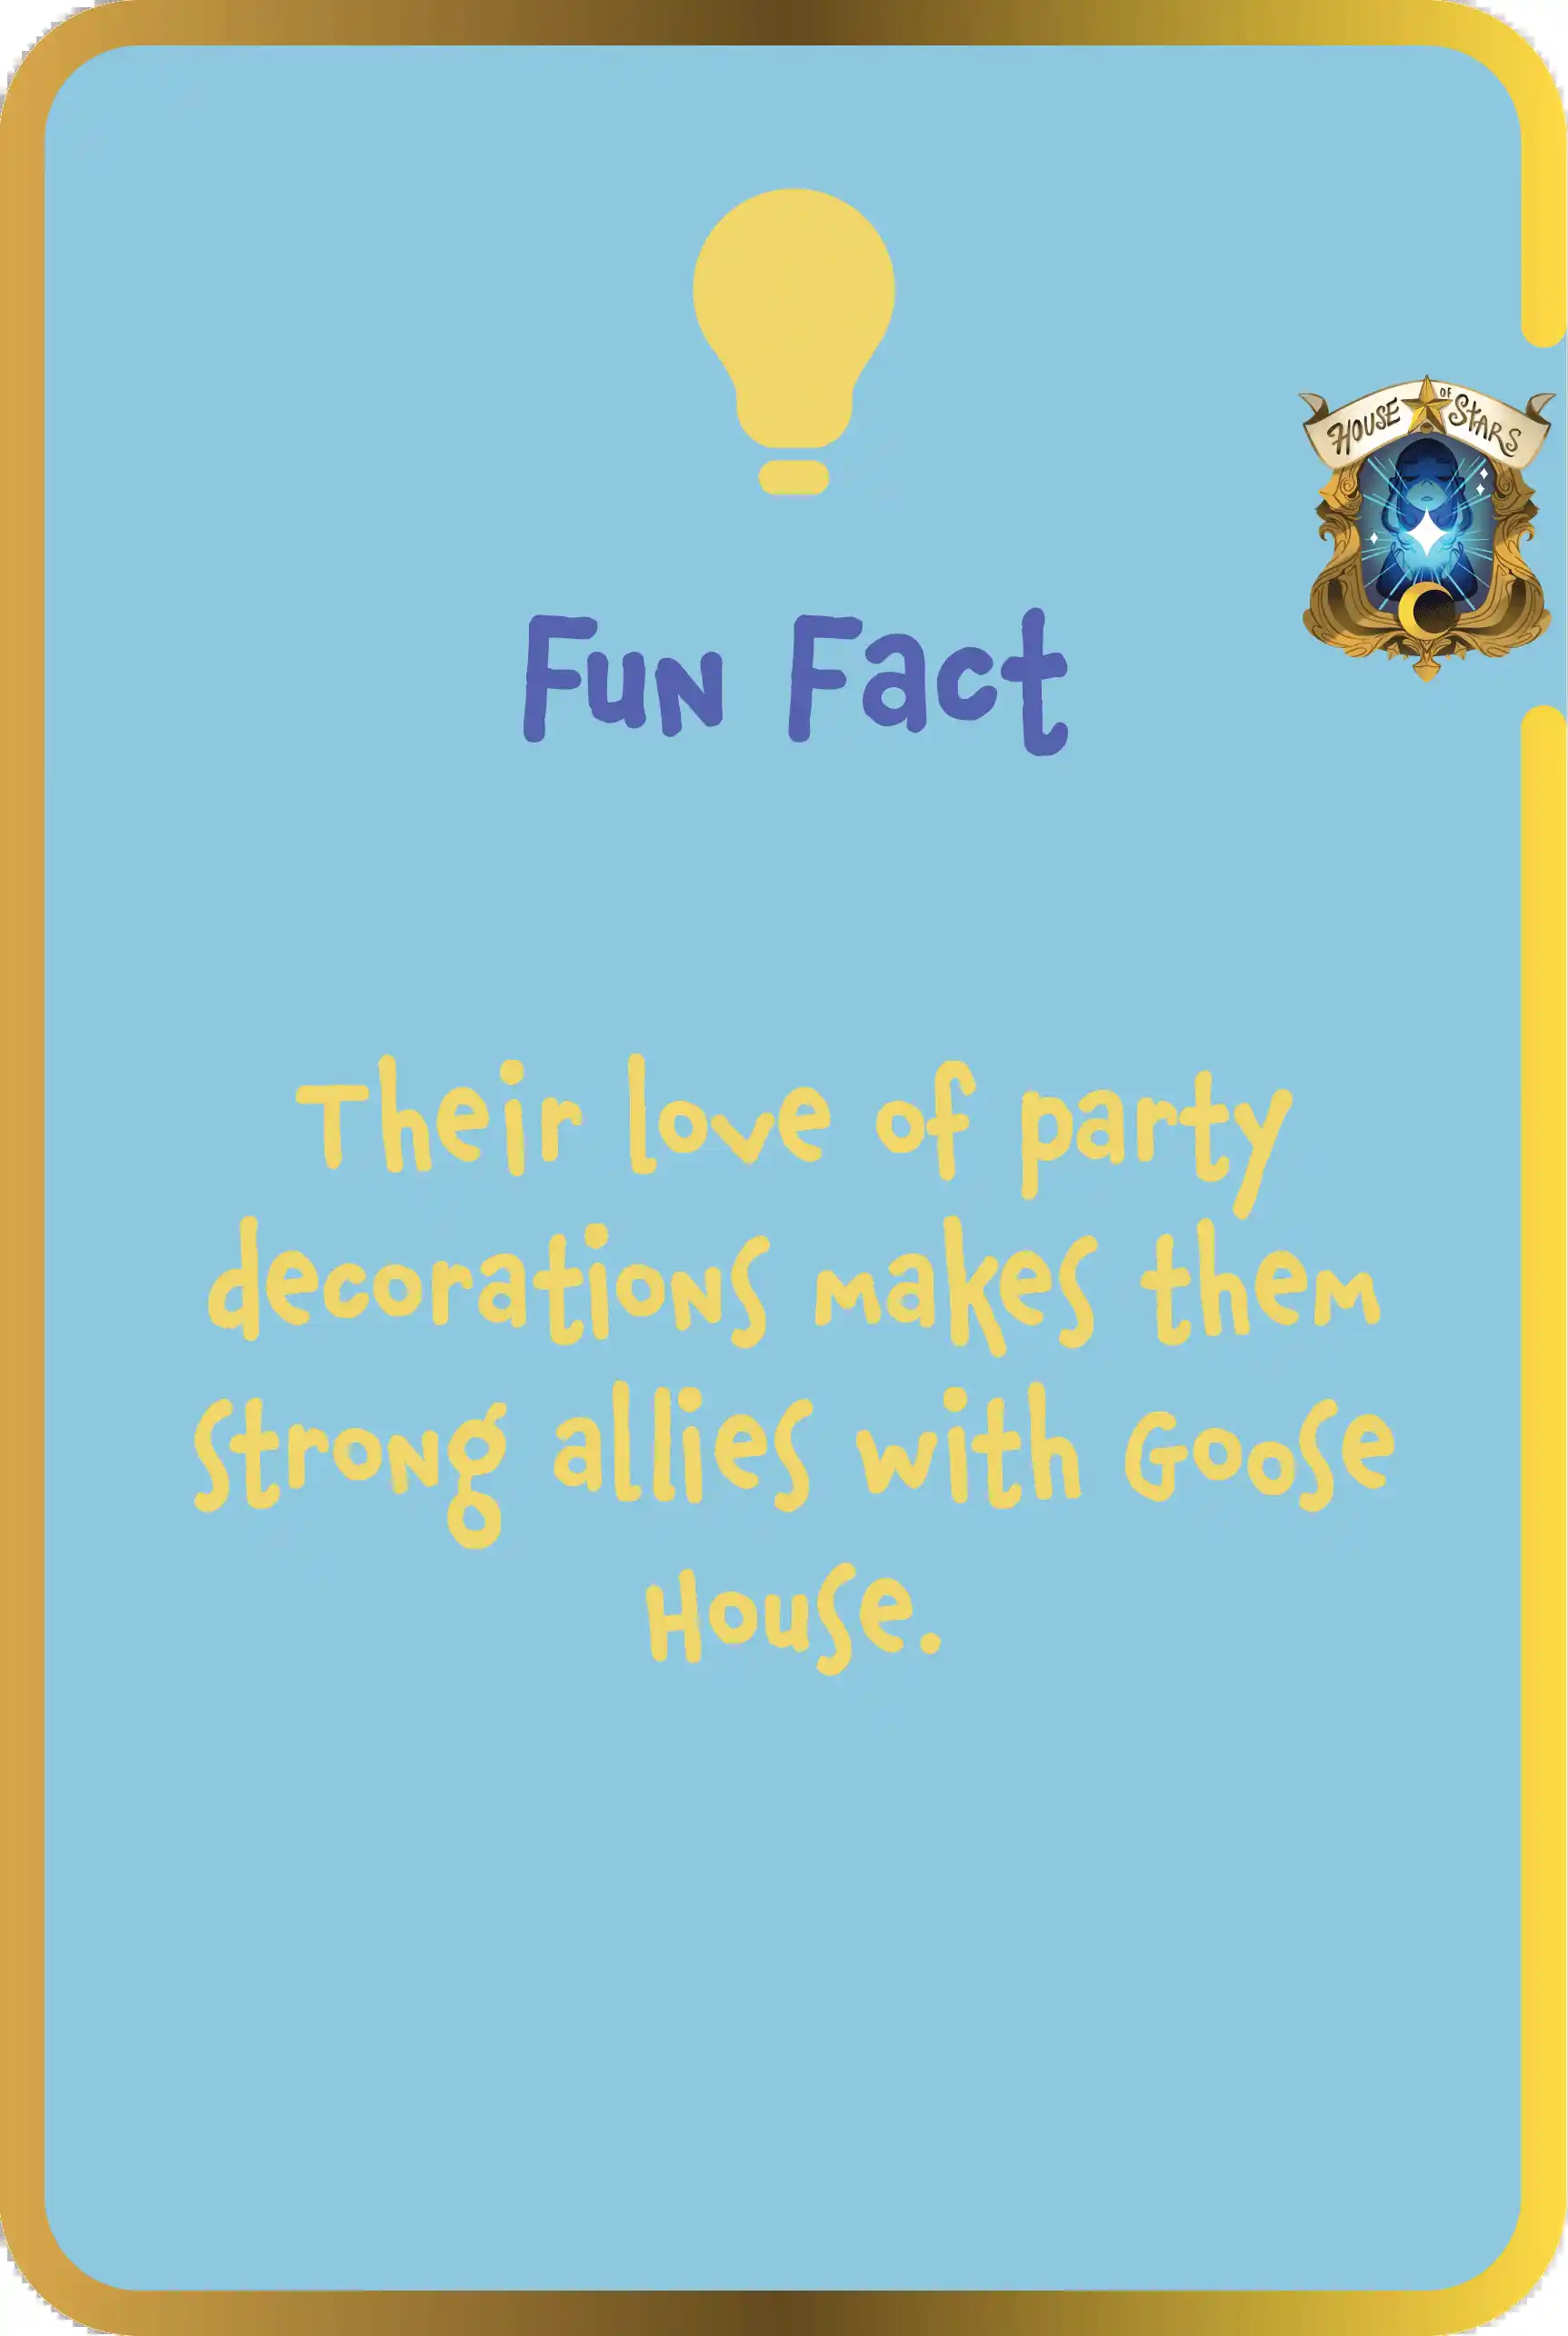 HOUSE OF STARS
Fun Fact
Their love of party
decorations makes them
strong allies with Goose
House.